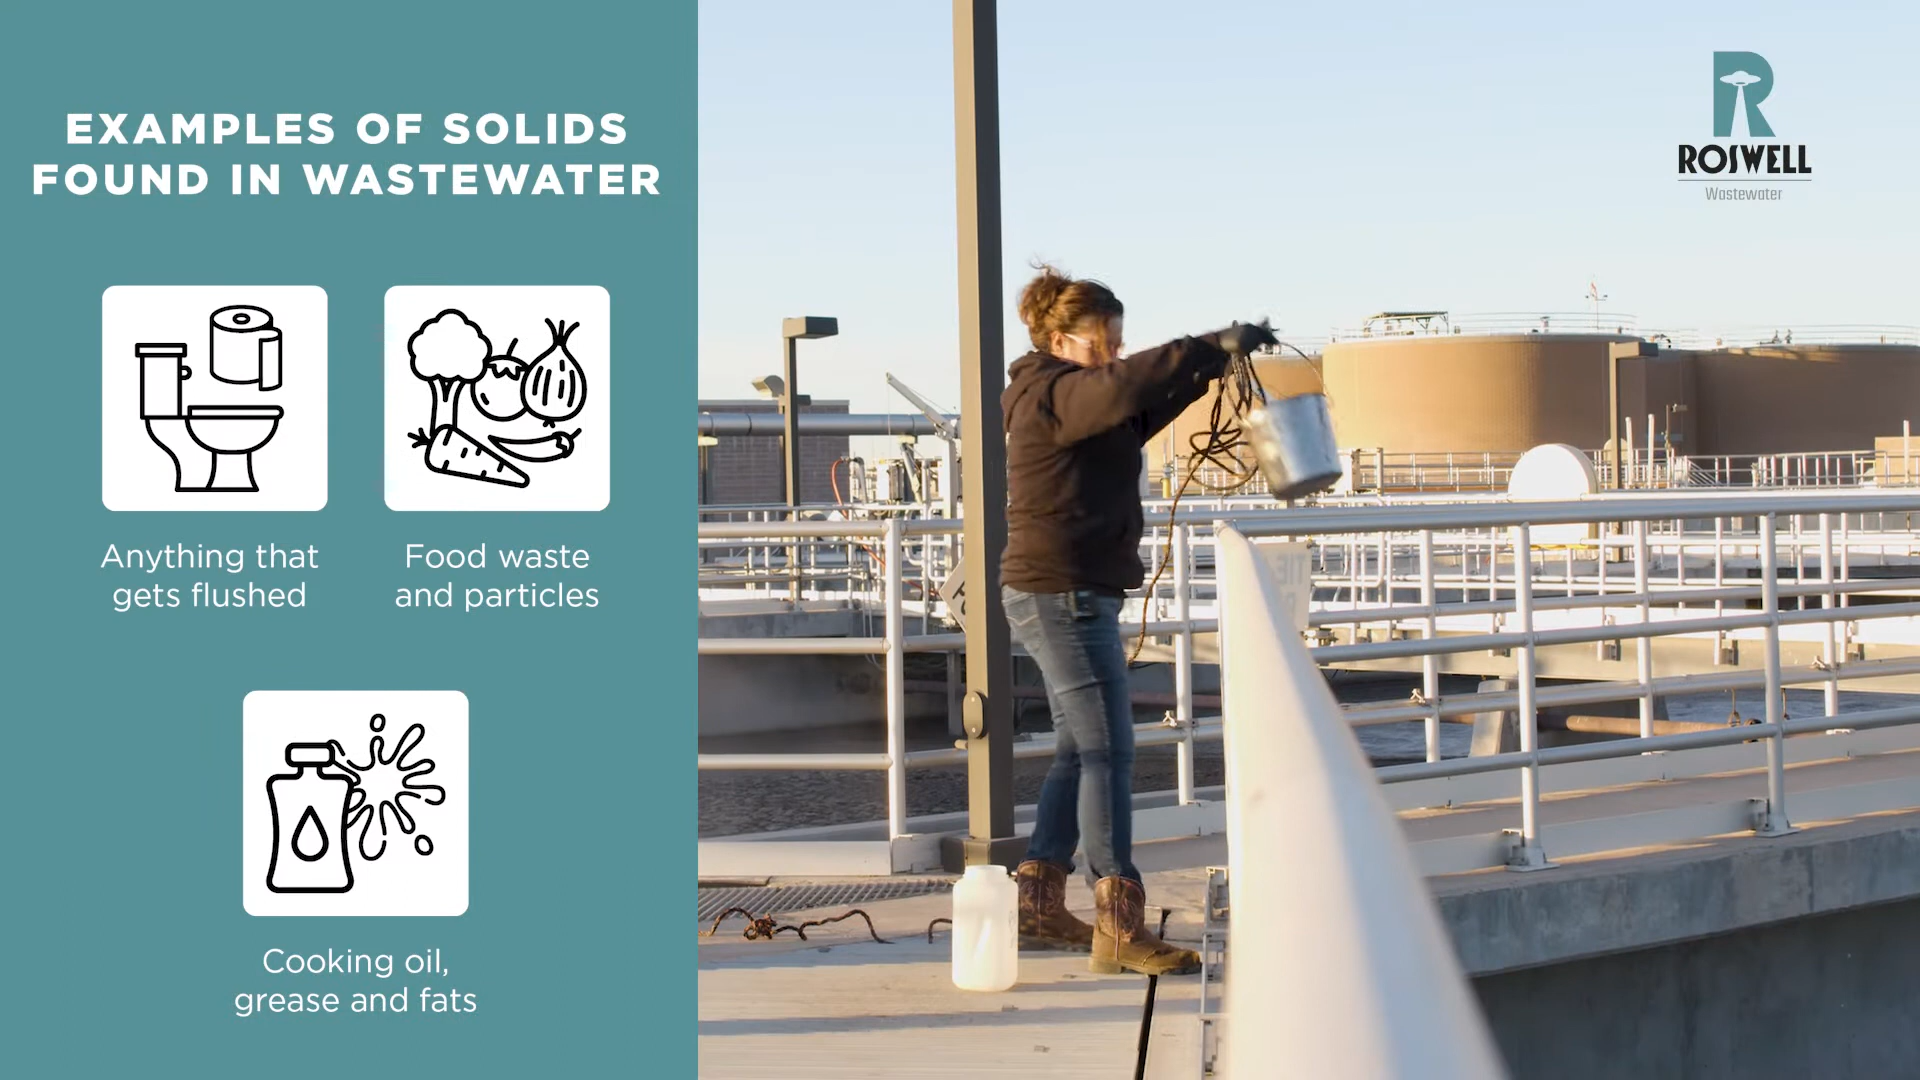 EXAMPLES OF SOLIDS
FOUND IN WASTEWATER
Anything that
gets flushed
Food waste
and particles
Cooking oil,
grease and fats
ROSWELL
Wastewater